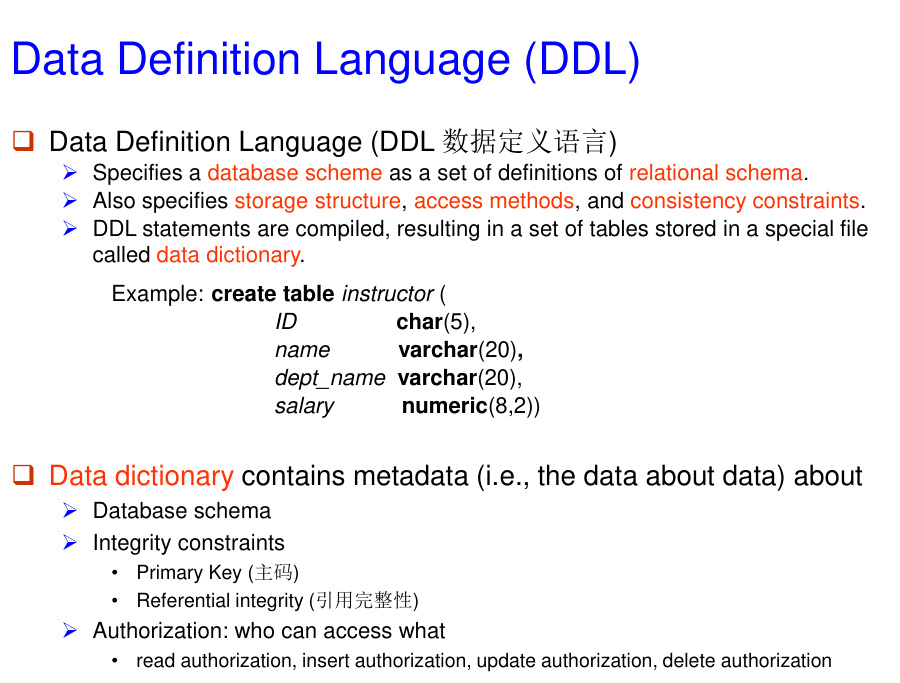 Data Definition Language (DDL)
Data Definition Language (DDL 数据定义语言)
Specifies a database scheme as a set of definitions of relational schema.
Also specifies storage structure, access methods, and consistency constraints.
DDL statements are compiled, resulting in a set of tables stored in a special file
called data dictionary.
Example: create table instructor (
ID char(5),
name varchar(20),
dept_name varchar(20),
salary numeric(8,2))
Data dictionary contains metadata (i.e., the data about data) about
Database schema
Integrity constraints
• Primary Key (主码)
• Referential integrity (引用完整性)
Authorization: who can access what
• read authorization, insert authorization, update authorization, delete authorization